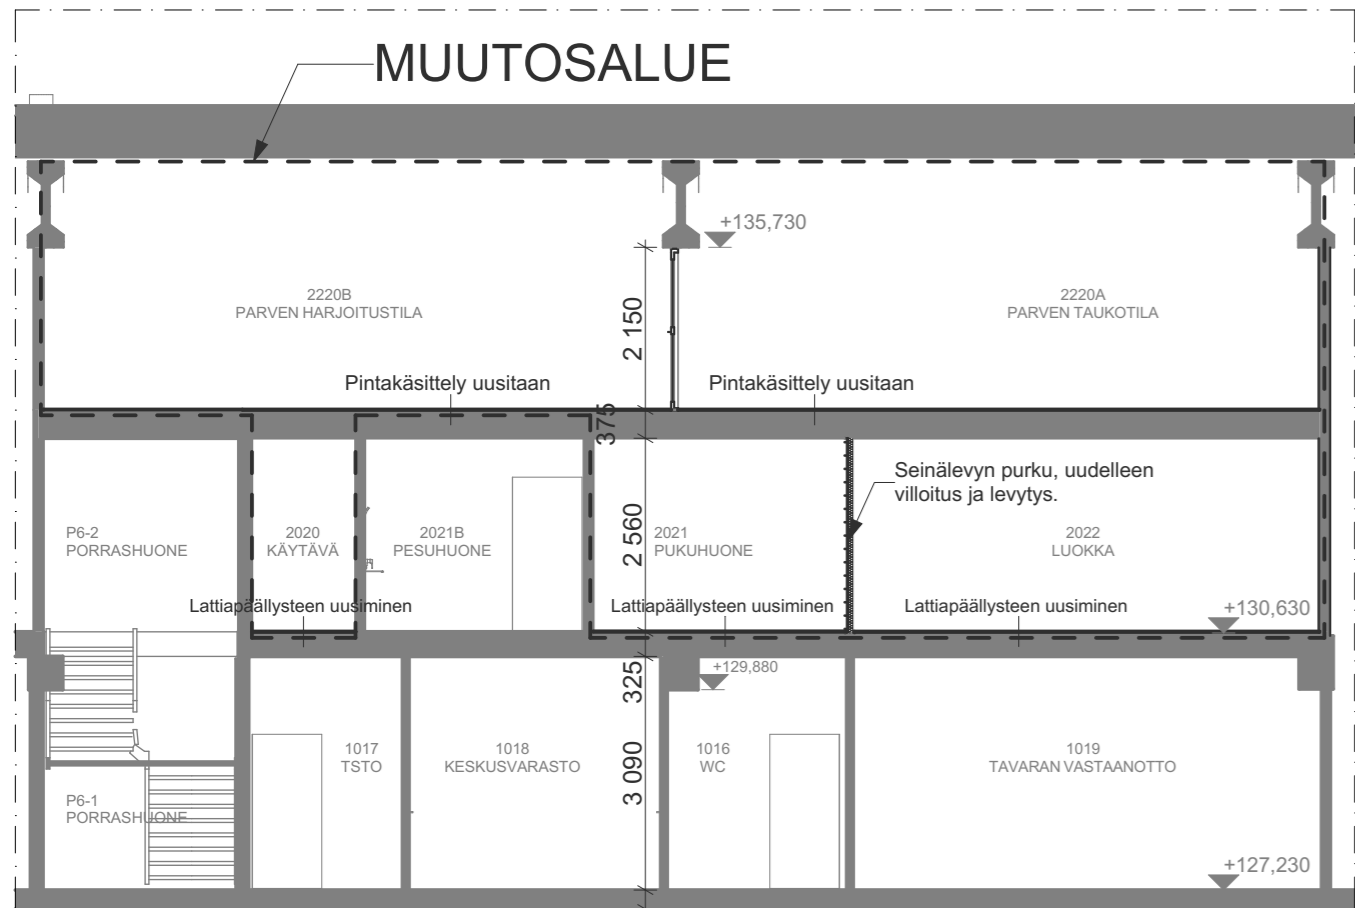 MUUTOSALUE
+135,730
2220B
PARVEN HARJOITUSTILA
2220A
PARVEN TAUKOTILA
2 150
Pintakäsittely uusitaan
Pintakäsittely uusitaan
375
Seinälevyn purku, uudelleen
villoitus ja levytys.
P6-2
PORRASHUONE
2020
KÄYTÄVÄ
2021B
PESUHUONE
2 560
2021
PUKUHUONE
2022
LUOKKA
Lattiapäällysteen uusiminen
Lattiapäällysteen uusiminen
Lattiapäällysteen uusiminen
+130,630
325
+129,880
1017
TSTO
1018
KESKUSVARASTO
3 090
1016
WC
1019
TAVARAN VASTAANOTTO
P6-1
PORRASHUONE
+127,230